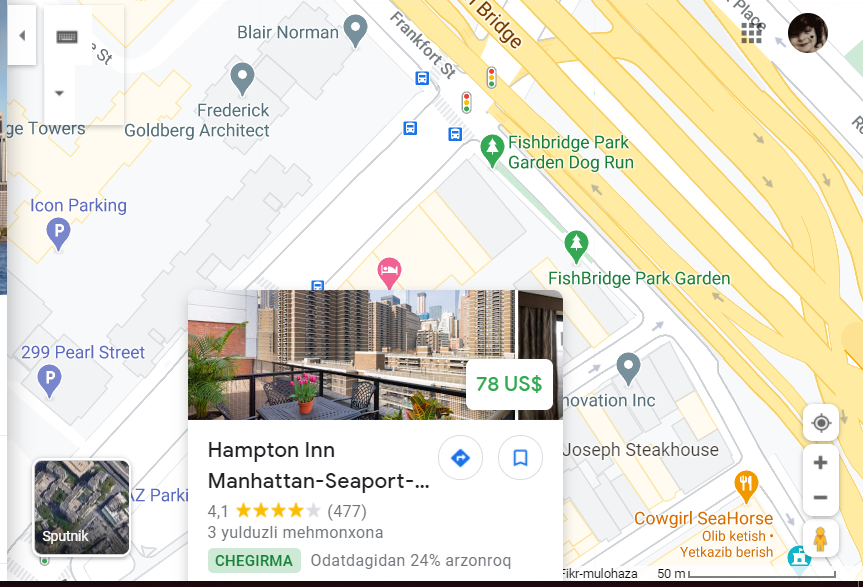 Blair Norman
Frankfort St
n Bridge
Place
e St
Frederick
Goldberg Architect
ge Towers
Fishbridge Park
Garden Dog Run
Icon Parking
P
FishBridge Park Garden
299 Pearl Street
P
78 US$
novation Inc
Hampton Inn
Manhattan-Seaport-...
4,1 (477)
3 yulduzli mehmonxona
CHEGIRMA Odatdagidan 24% arzonroq
Joseph Steakhouse
AZ Parki
Sputnik
Cowgirl SeaHorse
Olib ketish •
Yetkazib berish
Fikr-mulohaza 50 m